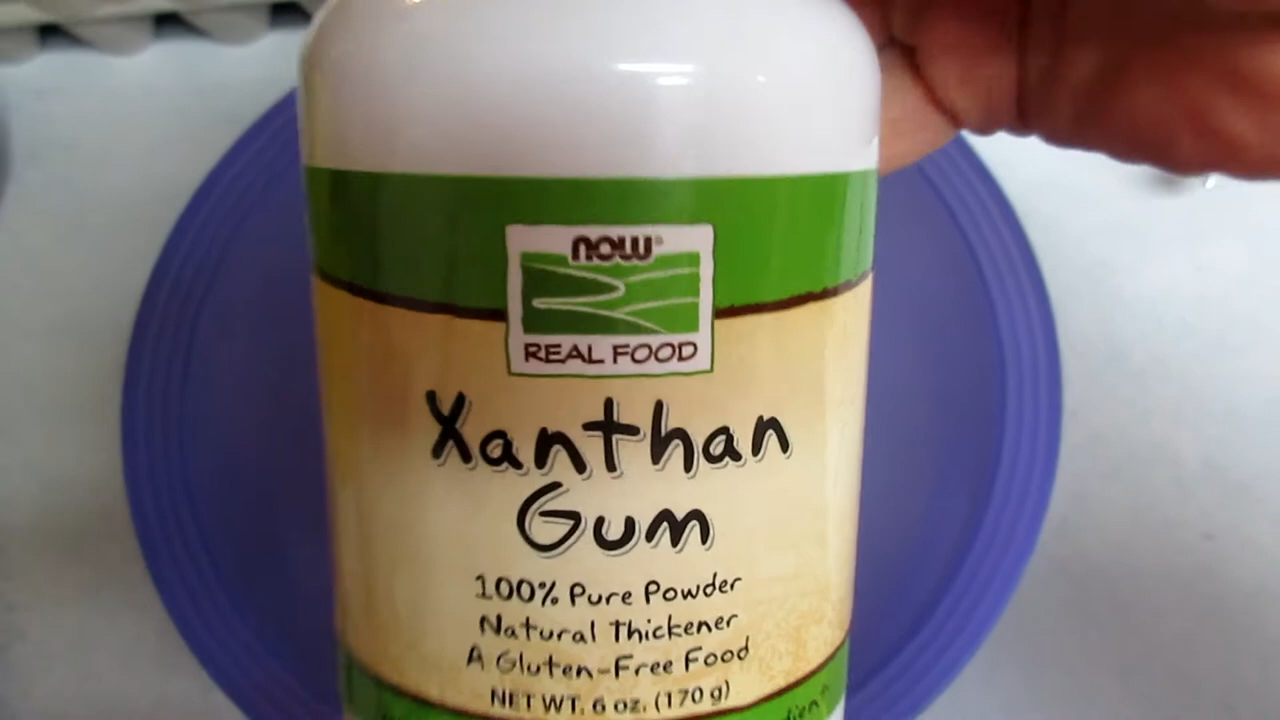 now®
REAL FOOD
Xanthan
Gum
100% Pure Powder
Natural Thickener
A Gluten-Free Food
NET WT. 6 oz. (170 g)